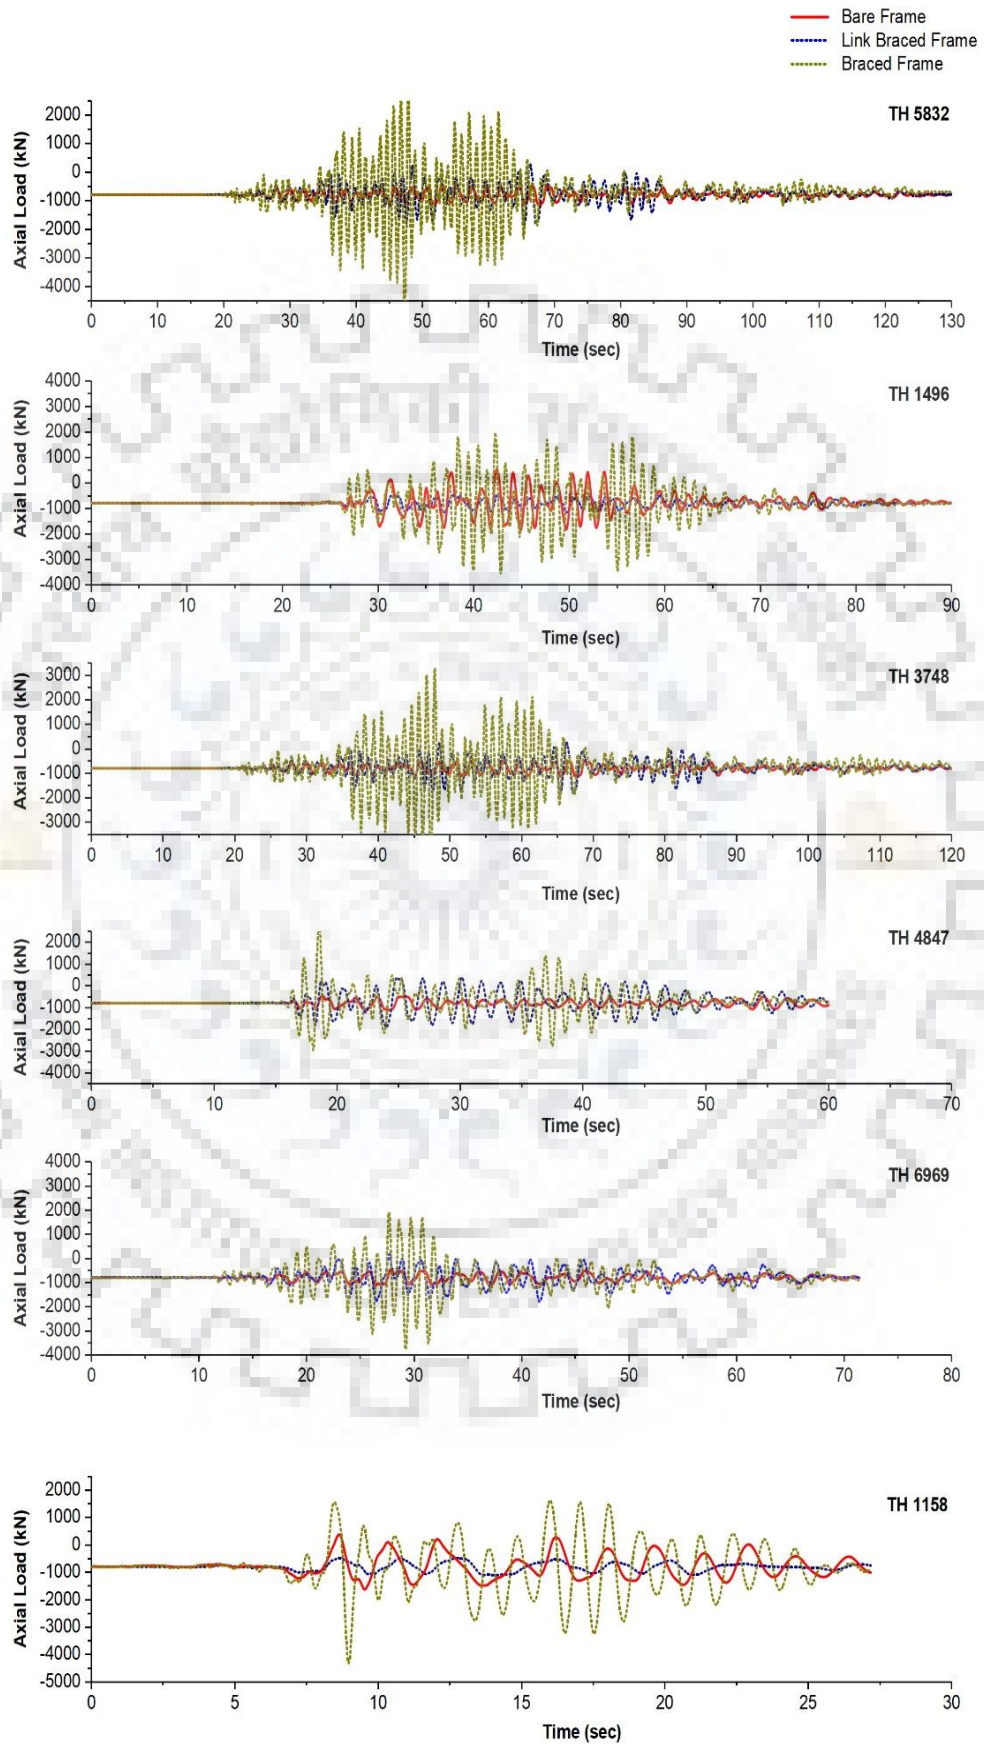 Bare Frame
Link Braced Frame
Braced Frame
TH 5832
Axial Load (kN)
2000
1000
0
-1000
-2000
-3000
-4000
0 10 20 30 40 50 60 70 80 90 100 110 120 130
Time (sec)
TH 1496
Axial Load (kN)
4000
3000
2000
1000
0
-1000
-2000
-3000
-4000
0 10 20 30 40 50 60 70 80 90
Time (sec)
TH 3748
Axial Load (kN)
3000
2000
1000
0
-1000
-2000
-3000
0 10 20 30 40 50 60 70 80 90 100 110 120
Time (sec)
TH 4847
Axial Load (kN)
2000
1000
0
-1000
-2000
-3000
-4000
0 10 20 30 40 50 60 70
Time (sec)
TH 6969
Axial Load (kN)
4000
3000
2000
1000
0
-1000
-2000
-3000
-4000
0 10 20 30 40 50 60 70 80
Time (sec)
TH 1158
Axial Load (kN)
2000
1000
0
-1000
-2000
-3000
-4000
-5000
0 5 10 15 20 25 30
Time (sec)